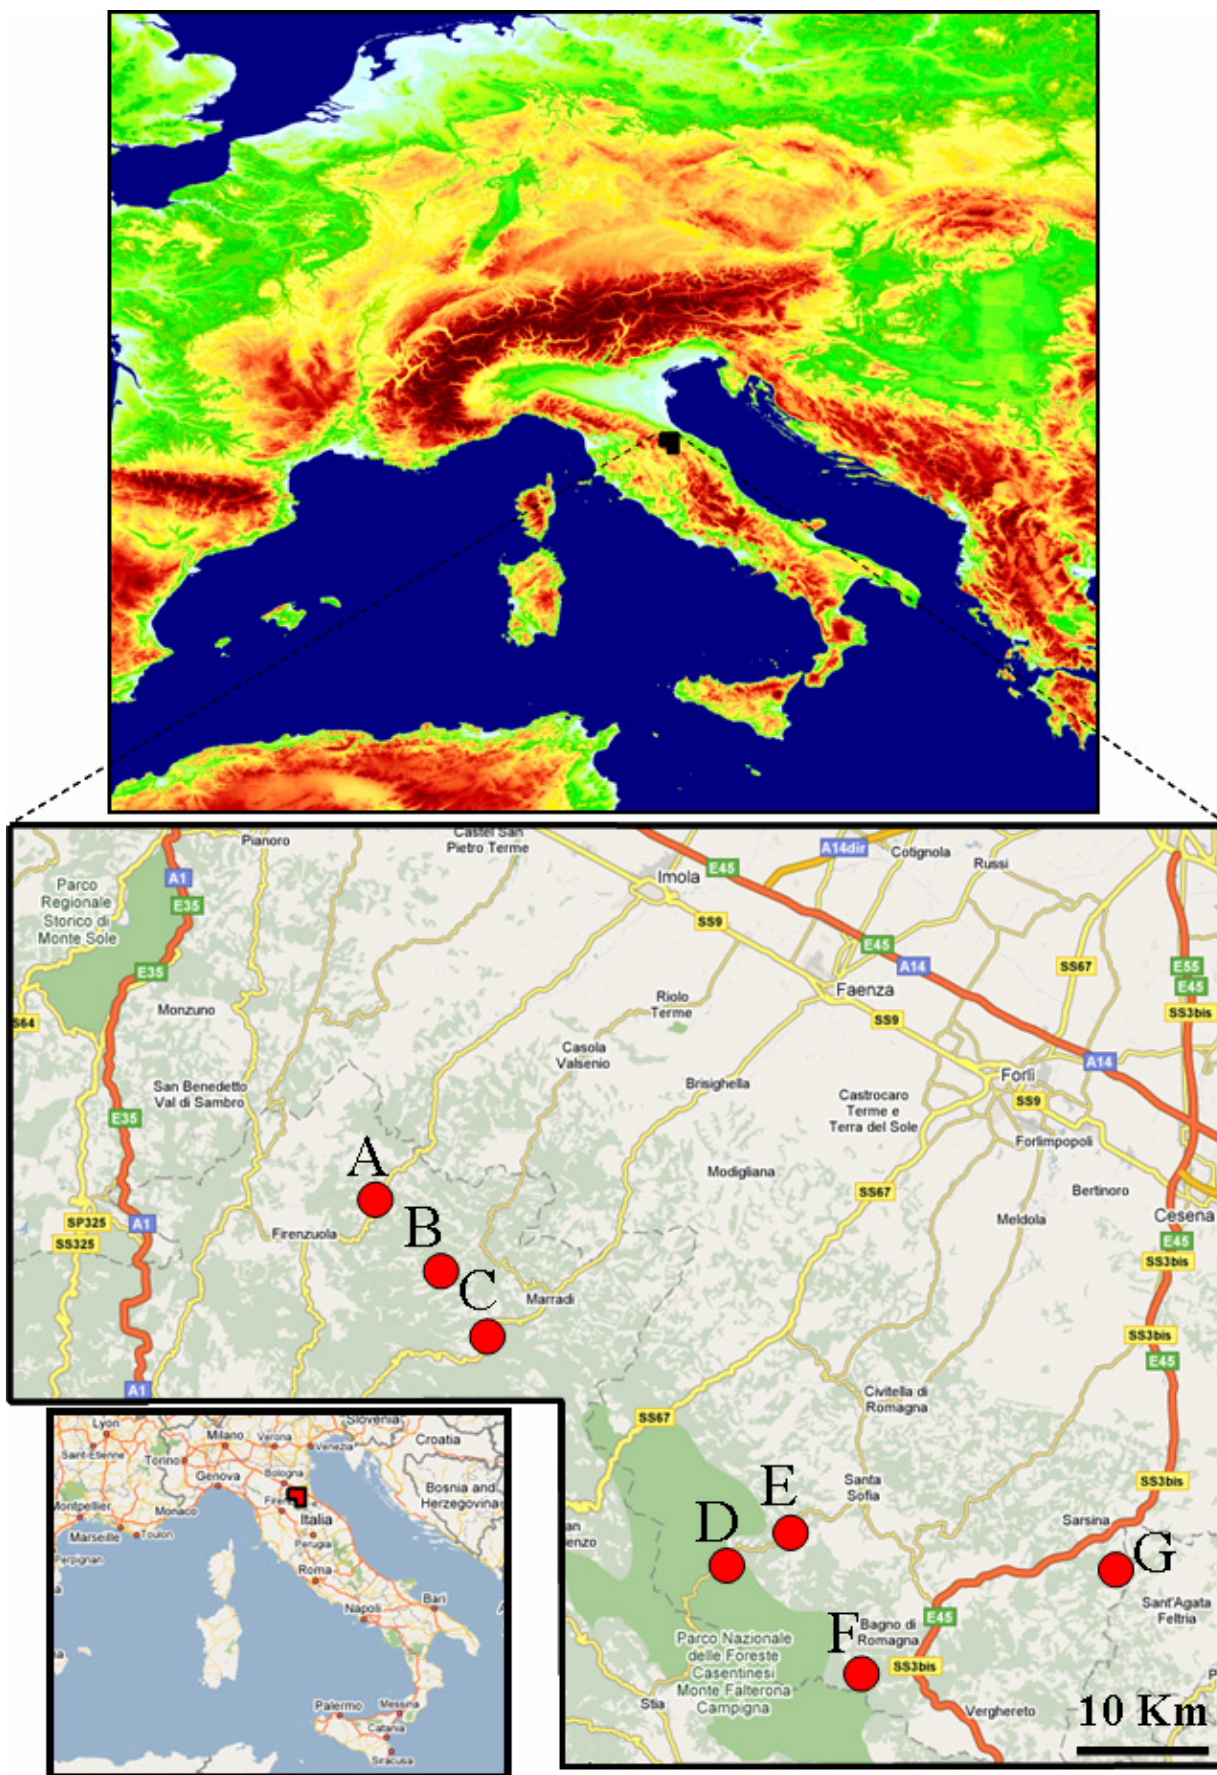 Pianoro
Castel San
Pietro Terme
A14dir
Cotignola
Russi
A1
E35
Parco
Regionale
Storico di
Monte Sole
Imola
E45
SS9
E45
A14
SS67
E55
E45
SS3bis
E35
Monzuno
S64
Riolo
Terme
Faenza
SS9
Casola
Valsenio
Brisighella
Forlì
A14
San Benedetto
Val di Sambro
E35
Castrocaro
Terme e
Terra del Sole
SS9
Forlimpopoli
A
Modigliana
SS67
Bertinoro
SP325
A1
SS325
Firenzuola
B
Meldola
Cesena
E45
SS3bis
C
Marradi
SS3bis
E45
A1
Civitella di
Romagna
SS67
Lyon
Saint-Etienne
Milano
Torino
Verona
Venezia
Slovenia
Croatia
Genova
Bologna
Bosnia and
Herzegovina
Montpellier
Monaco
Marseille
Toulon
Perpignan
Firen
Italia
Perugia
Roma
Napoli
Bari
Palermo
Messina
Catania
Siracusa
E
Santa
Sofia
SS3bis
Sarsina
D
an
enzo
G
Sant'Agata
Feltria
E45
Bagno di
Romagna
F
SS3bis
Parco Nazionale
delle Foreste
Casentinesi
Monte Falterona
Campigna
Stia
Verghereto
10 Km